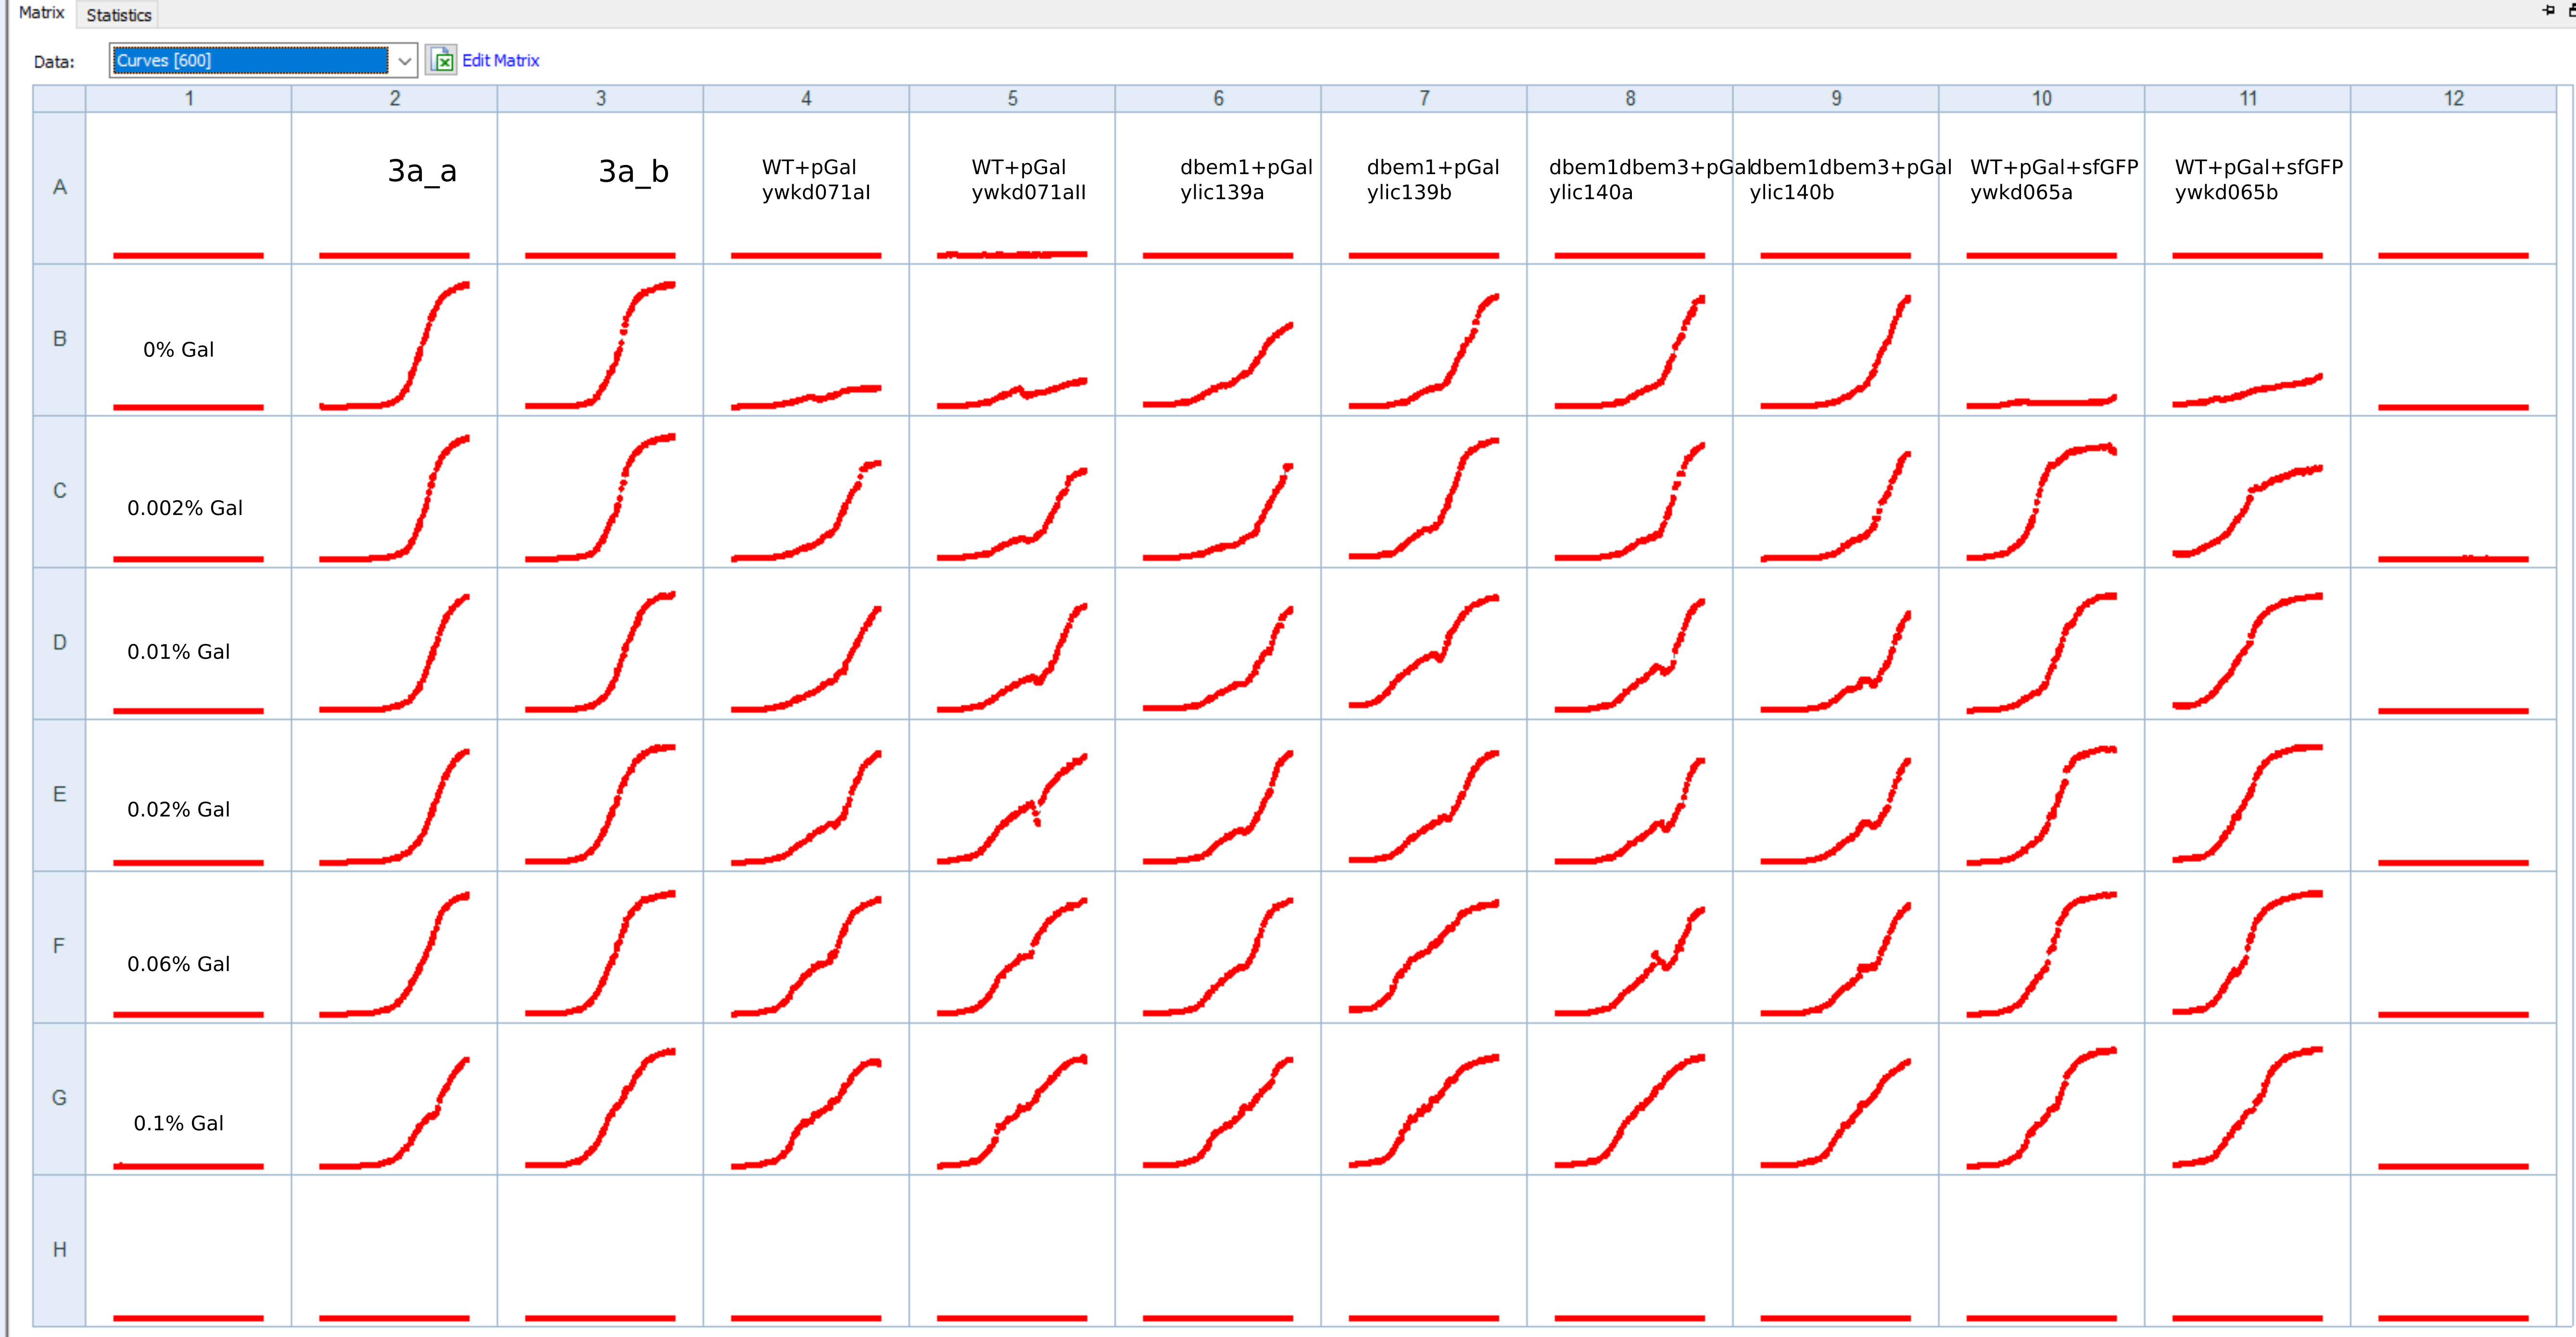 Matrix Statistics
Data: Curves [600] Edit Matrix
1 2 3 4 5 6 7 8 9 10 11 12
A 3a_a 3a_b WT+pGal WT+pGal dbem1+pGal dbem1+pGal dbem1dbem3+pGal dbem1dbem3+pGal WT+pGal+sfGFP WT+pGal+sfGFP
ywkd071aI ywkd071aII ylic139a ylic139b ylic140a ylic140b ywkd065a ywkd065b
B 0% Gal
C 0.002% Gal
D 0.01% Gal
E 0.02% Gal
F 0.06% Gal
G 0.1% Gal
H